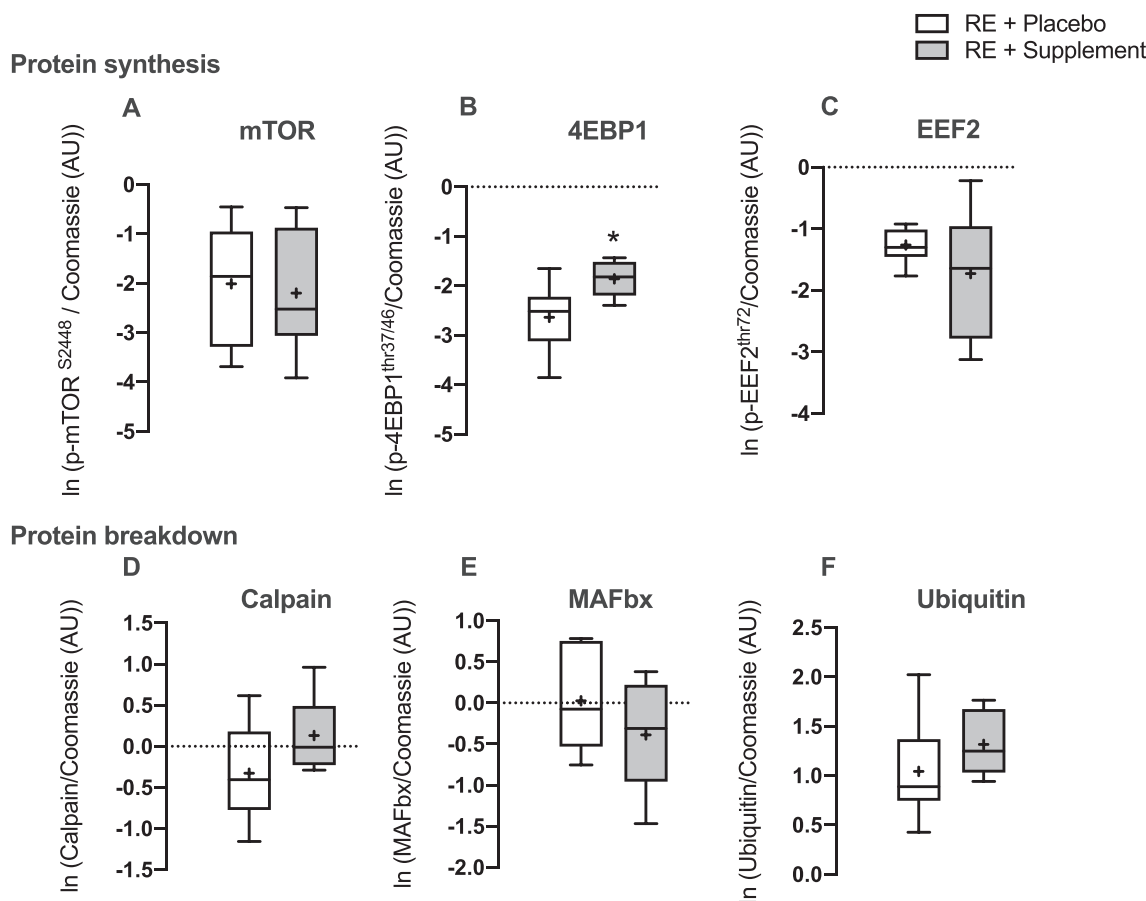 RE + Placebo
RE + Supplement
Protein synthesis
A
mTOR
ln (p-mTOR S2448 / Coomassie (AU))
0
-1
-2
-3
-4
-5
B
4EBP1
ln (p-4EBP1thr37/46/Coomassie (AU))
0
-1
-2
-3
-4
-5
*
C
EEF2
ln (p-EEF2thr72/Coomassie (AU))
0
-1
-2
-3
-4
Protein breakdown
D
Calpain
ln (Calpain/Coomassie (AU))
1.5
1.0
0.5
0.0
-0.5
-1.0
-1.5
E
MAFbx
ln (MAFbx/Coomassie (AU))
1.0
0.5
0.0
-0.5
-1.0
-1.5
-2.0
F
Ubiquitin
ln (Ubiquitin/Coomassie (AU))
2.5
2.0
1.5
1.0
0.5
0.0